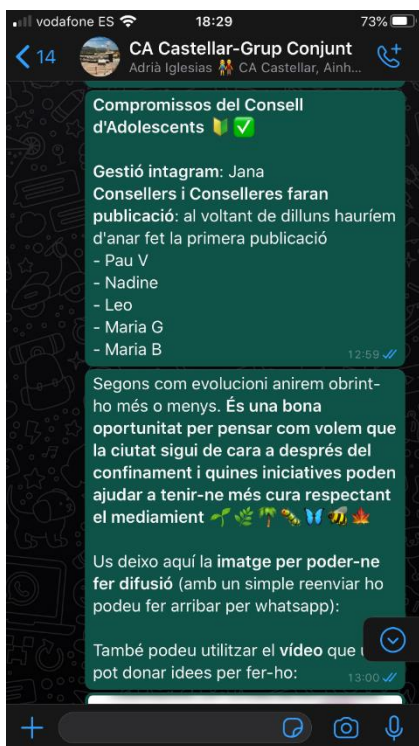 vodafone ES 18:29 73%
14 CA Castellar-Grup Conjunt
Adrià Iglesias 👫 CA Castellar, Ainh...
Compromissos del Consell
d'Adolescents 🔰 ✅
Gestió intagram: Jana
Consellers i Conselleres faran
publicació: al voltant de dilluns hauríem
d'anar fet la primera publicació
- Pau V
- Nadine
- Leo
- Maria G
- Maria B
12:59
Segons com evolucioni anirem obrint-
ho més o menys. És una bona
oportunitat per pensar com volem que
la ciutat sigui de cara a després del
confinament i quines iniciatives poden
ajudar a tenir-ne més cura respectant
el mediamient 🌱🌿🌴🐛🦋🐝🍁
Us deixo aquí la imatge per poder-ne
fer difusió (amb un simple reenviar ho
podeu fer arribar per whatsapp):
També podeu utilitzar el vídeo que
pot donar idees per fer-ho:
13:00